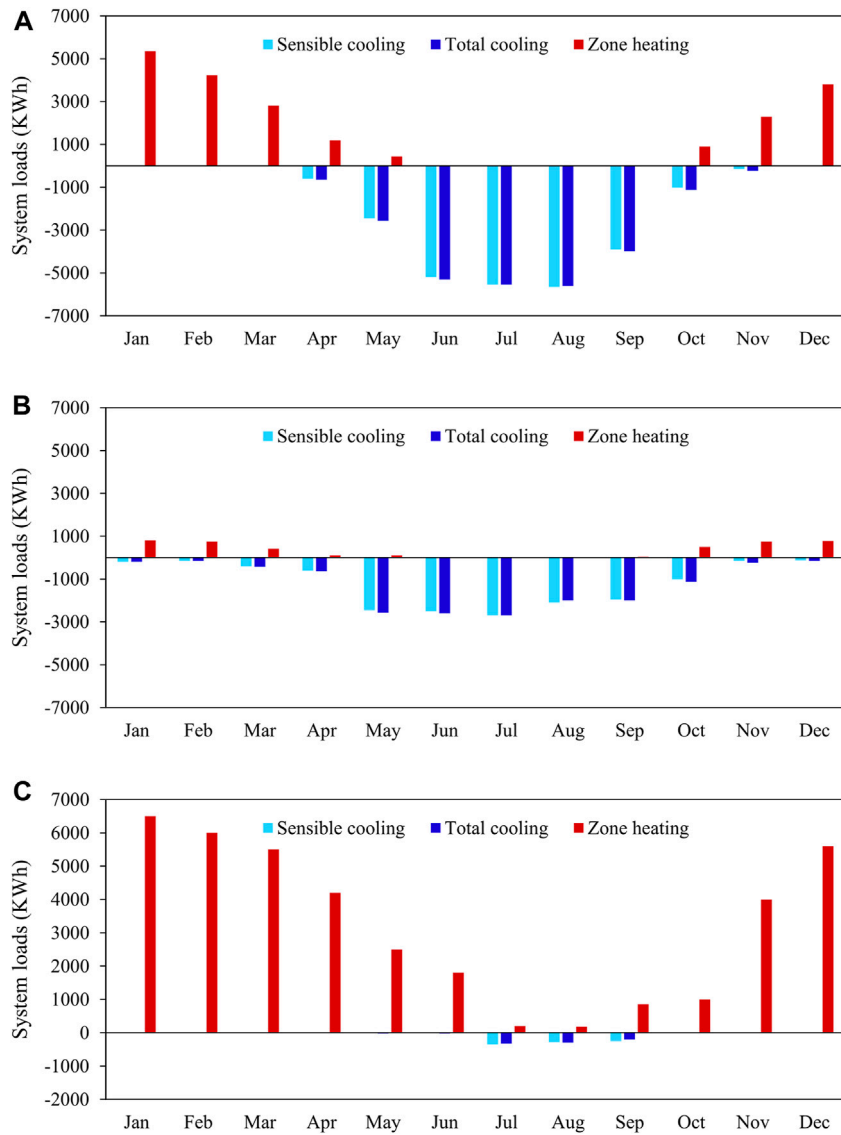 A
7000
5000
3000
1000
-1000
-3000
-5000
-7000
System loads (KWh)
Sensible cooling Total cooling Zone heating
Jan Feb Mar Apr May Jun Jul Aug Sep Oct Nov Dec
B
7000
5000
3000
1000
-1000
-3000
-5000
-7000
System loads (KWh)
Sensible cooling Total cooling Zone heating
Jan Feb Mar Apr May Jun Jul Aug Sep Oct Nov Dec
C
7000
6000
5000
4000
3000
2000
1000
0
-1000
-2000
System loads (KWh)
Sensible cooling Total cooling Zone heating
Jan Feb Mar Apr May Jun Jul Aug Sep Oct Nov Dec